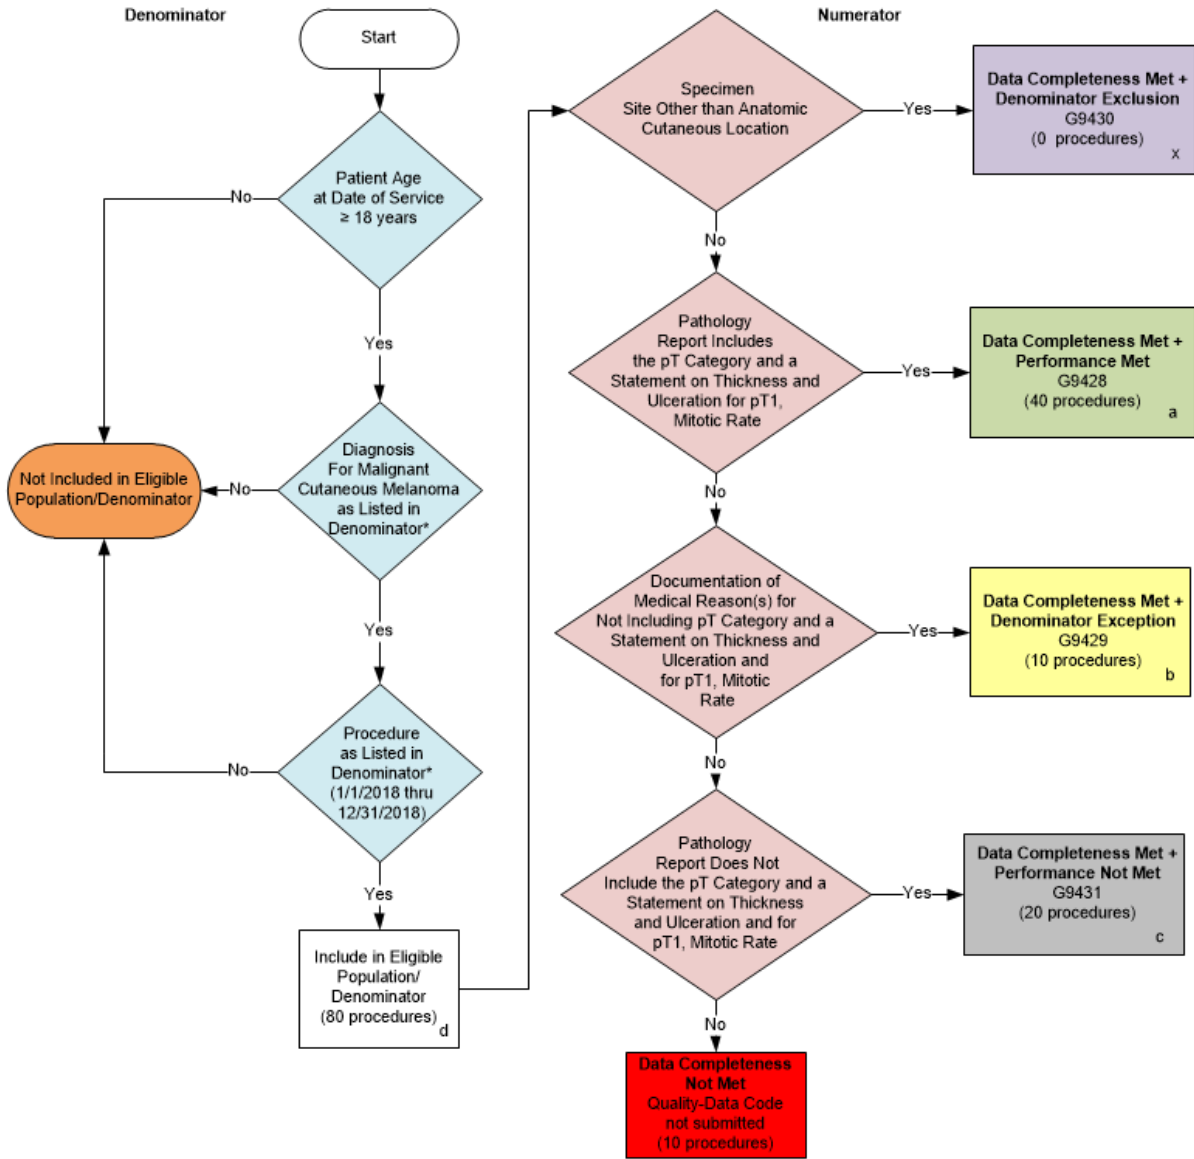 Denominator
Start
Patient Age
at Date of Service
≥ 18 years
No
Yes
Diagnosis
For Malignant
Cutaneous Melanoma
as Listed in
Denominator*
No
Not Included in Eligible
Population/Denominator
Yes
Procedure
as Listed in
Denominator*
(1/1/2018 thru
12/31/2018)
No
Yes
Include in Eligible
Population/
Denominator
(80 procedures)
d
Numerator
Specimen
Site Other than Anatomic
Cutaneous Location
Yes
Data Completeness Met +
Denominator Exclusion
G9430
(0 procedures)
x
No
Pathology
Report Includes
the pT Category and a
Statement on Thickness and
Ulceration for pT1,
Mitotic Rate
Yes
Data Completeness Met +
Performance Met
G9428
(40 procedures)
a
No
Documentation of
Medical Reason(s) for
Not Including pT Category and a
Statement on Thickness and
Ulceration and
for pT1, Mitotic
Rate
Yes
Data Completeness Met +
Denominator Exception
G9429
(10 procedures)
b
No
Pathology
Report Does Not
Include the pT Category and a
Statement on Thickness
and Ulceration and for
pT1, Mitotic Rate
Yes
Data Completeness Met +
Performance Not Met
G9431
(20 procedures)
c
No
Data Completeness
Not Met
Quality-Data Code
not submitted
(10 procedures)